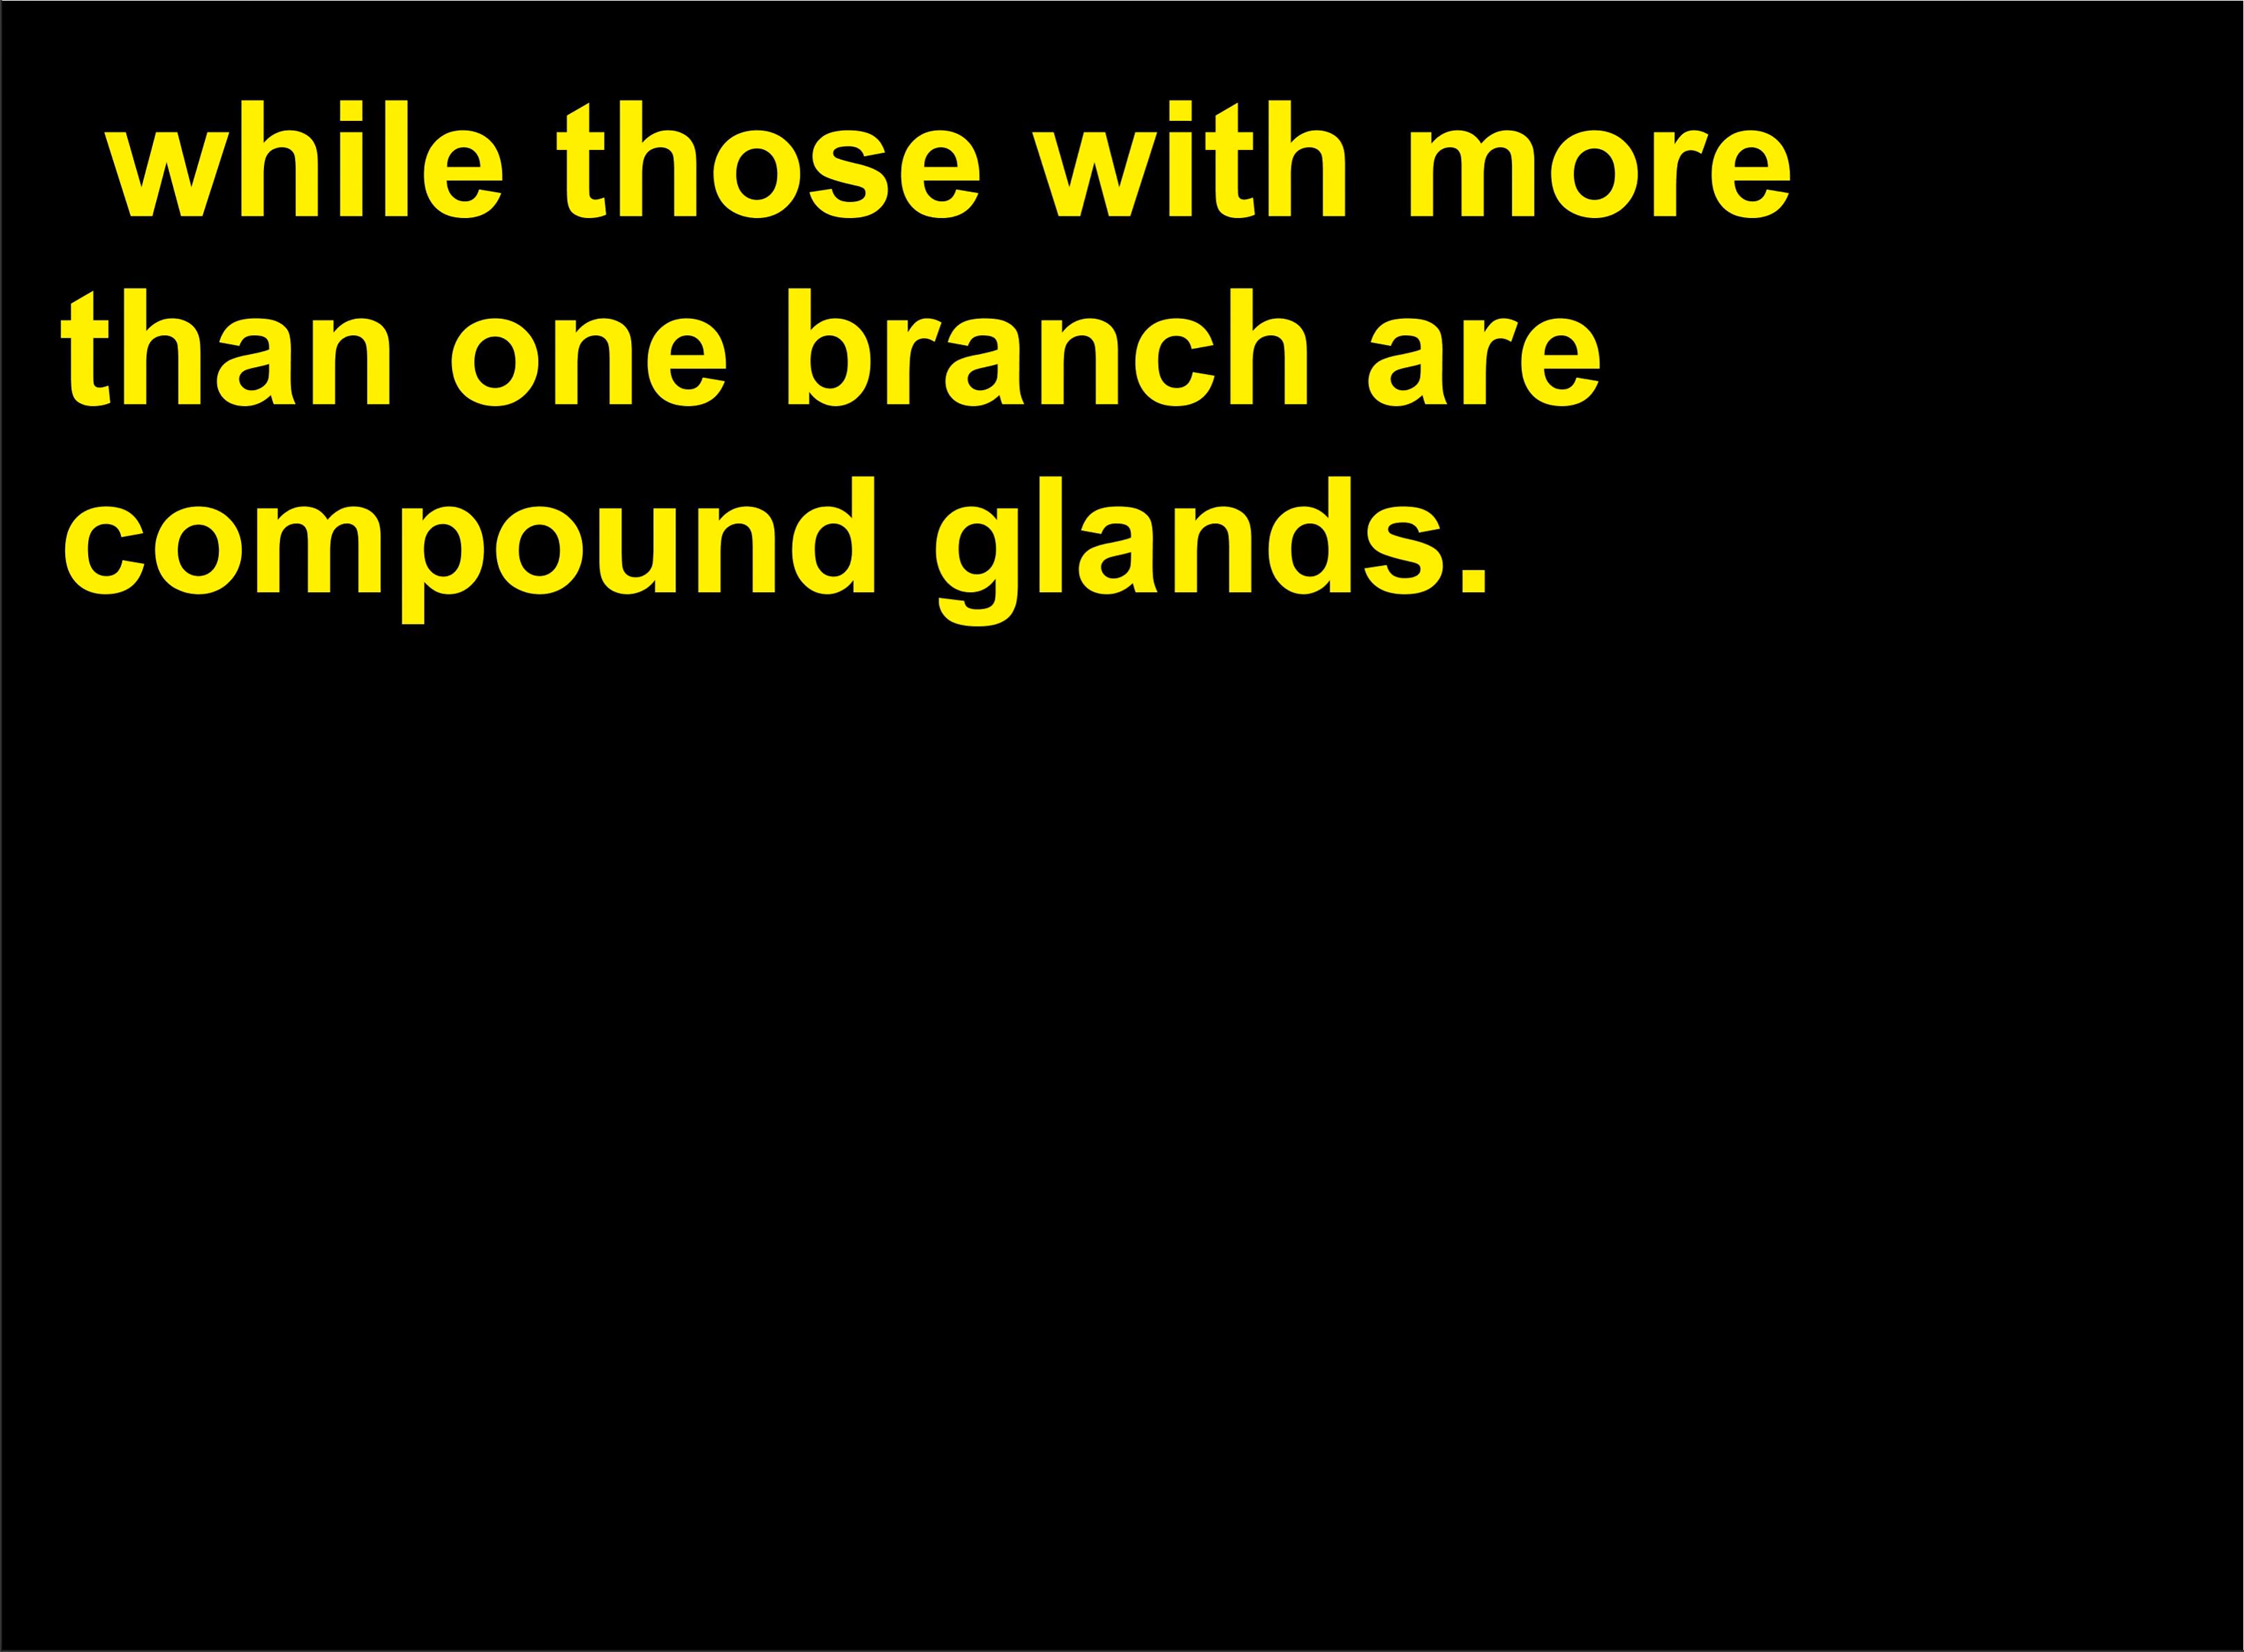 while those with more
than one branch are
compound glands.